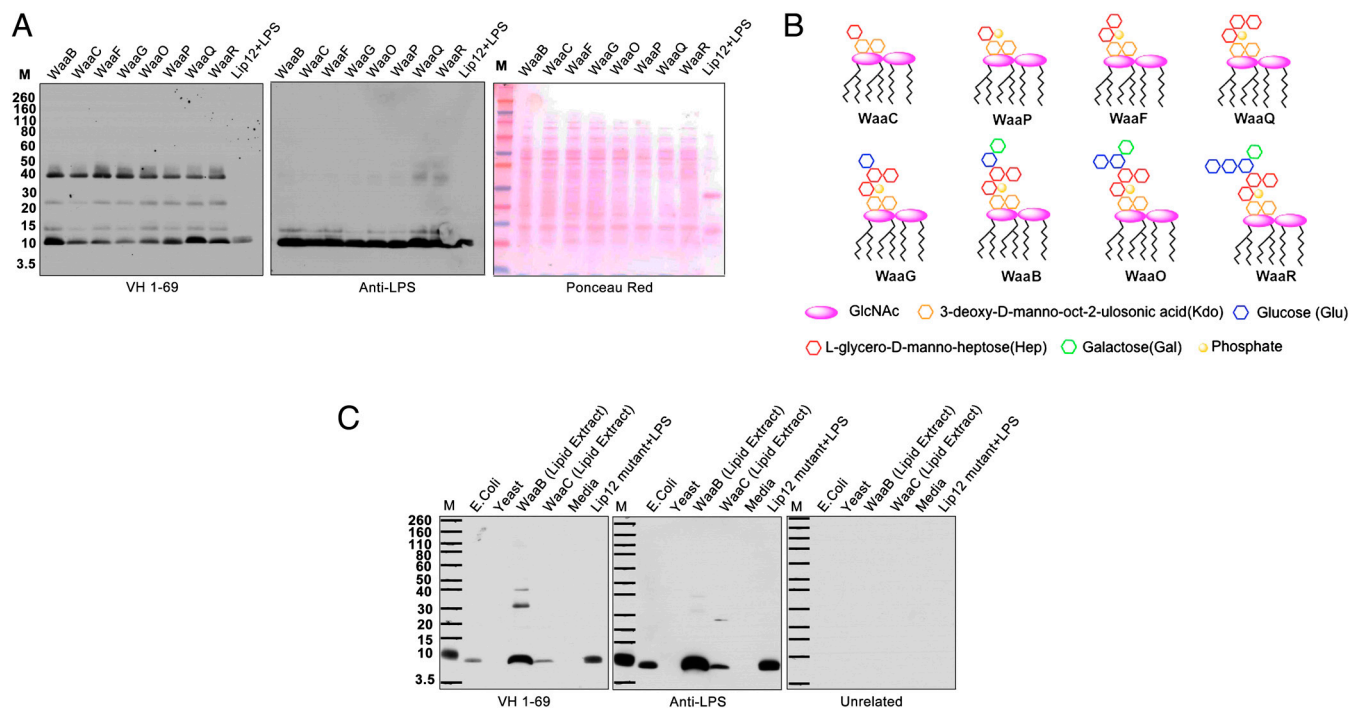 A
M WaaB WaaC WaaF WaaG WaaO WaaP WaaQ WaaR Lip12+LPS
260
160
110
80
60
50
40
30
20
15
10
3.5
VH 1-69
WaaB WaaC WaaF WaaG WaaO WaaP WaaQ WaaR Lip12+LPS
Anti-LPS
M WaaB WaaC WaaF WaaG WaaO WaaP WaaQ WaaR Lip12+LPS
Ponceau Red
B
WaaC WaaP WaaF WaaQ
WaaG WaaB WaaO WaaR
GlcNAc 3-deoxy-D-manno-oct-2-ulosonic acid(Kdo) Glucose (Glu)
L-glycero-D-manno-heptose(Hep) Galactose(Gal) Phosphate
C
M E.Coli Yeast WaaB (Lipid Extract) WaaC (Lipid Extract) Media Lip12 mutant+LPS
260
160
110
80
60
50
40
30
20
15
10
3.5
VH 1-69
M E.Coli Yeast WaaB (Lipid Extract) WaaC (Lipid Extract) Media Lip12 mutant+LPS
Anti-LPS
M E.Coli Yeast WaaB (Lipid Extract) WaaC (Lipid Extract) Media Lip12 mutant+LPS
Unrelated